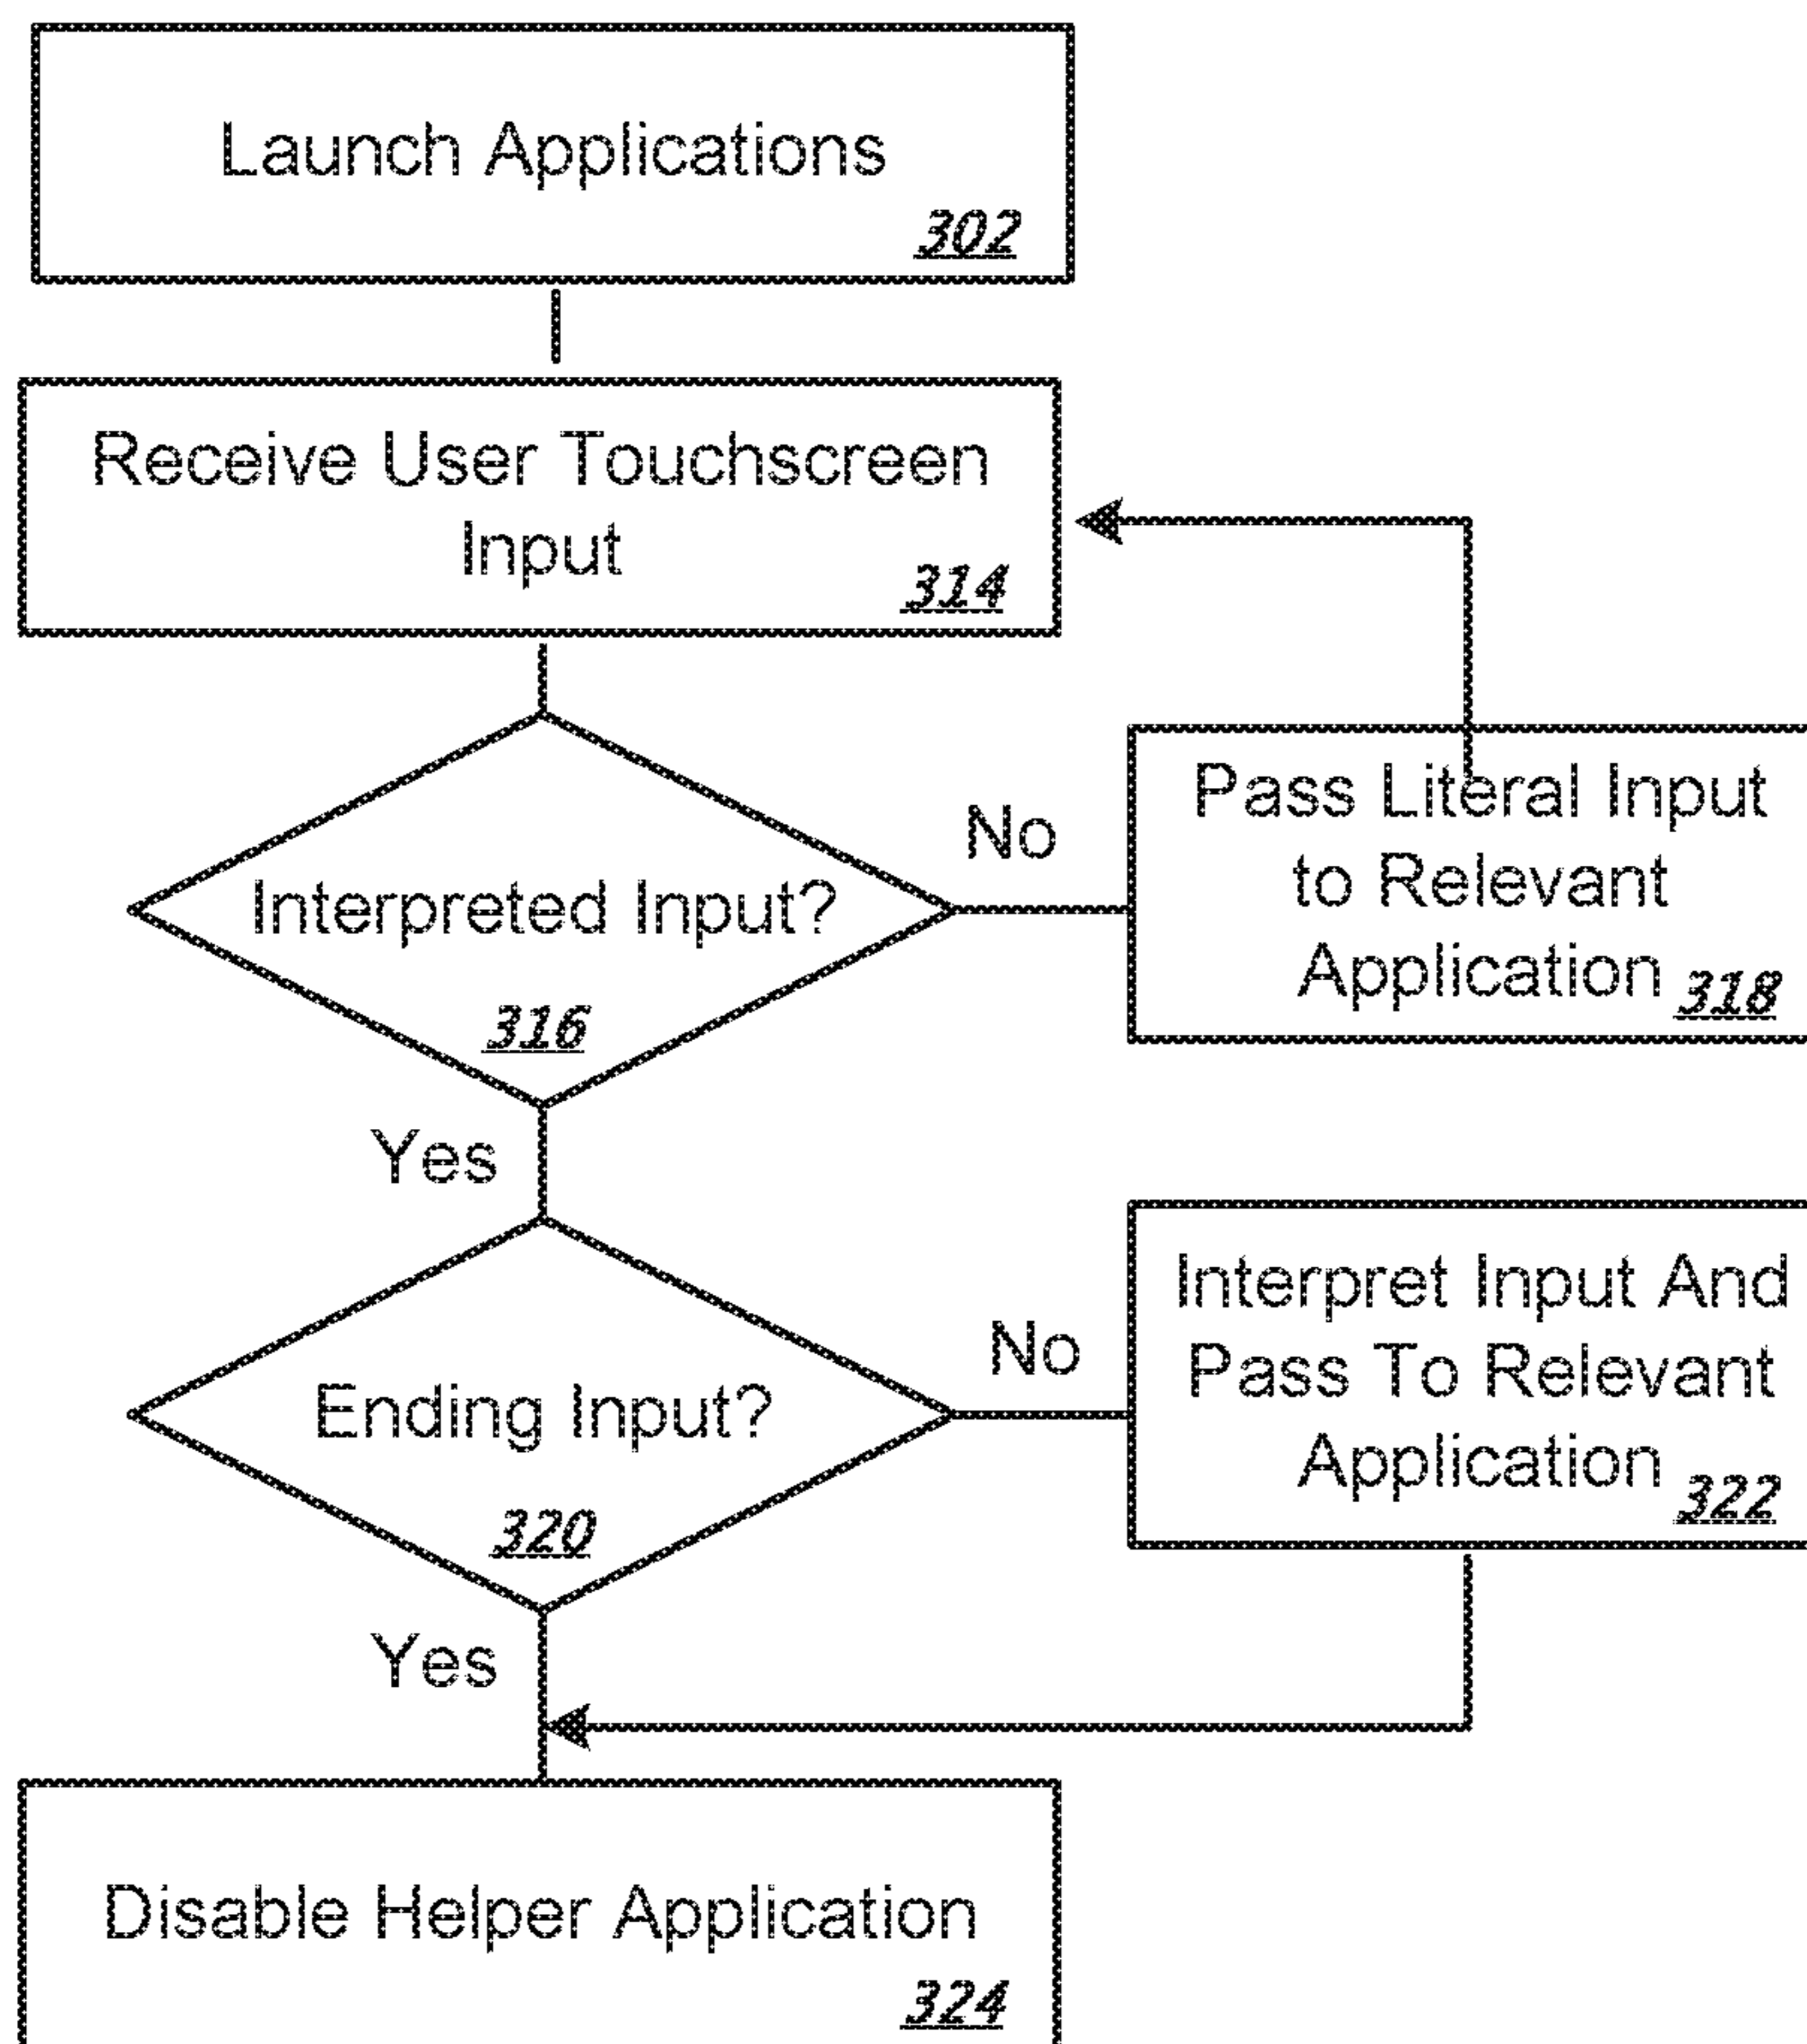 Launch Applications
302
Receive User Touchscreen
Input
314
Interpreted Input?
316
No
Pass Literal Input
to Relevant
Application 318
Yes
Ending Input?
320
No
Interpret Input And
Pass To Relevant
Application 322
Yes
Disable Helper Application
324